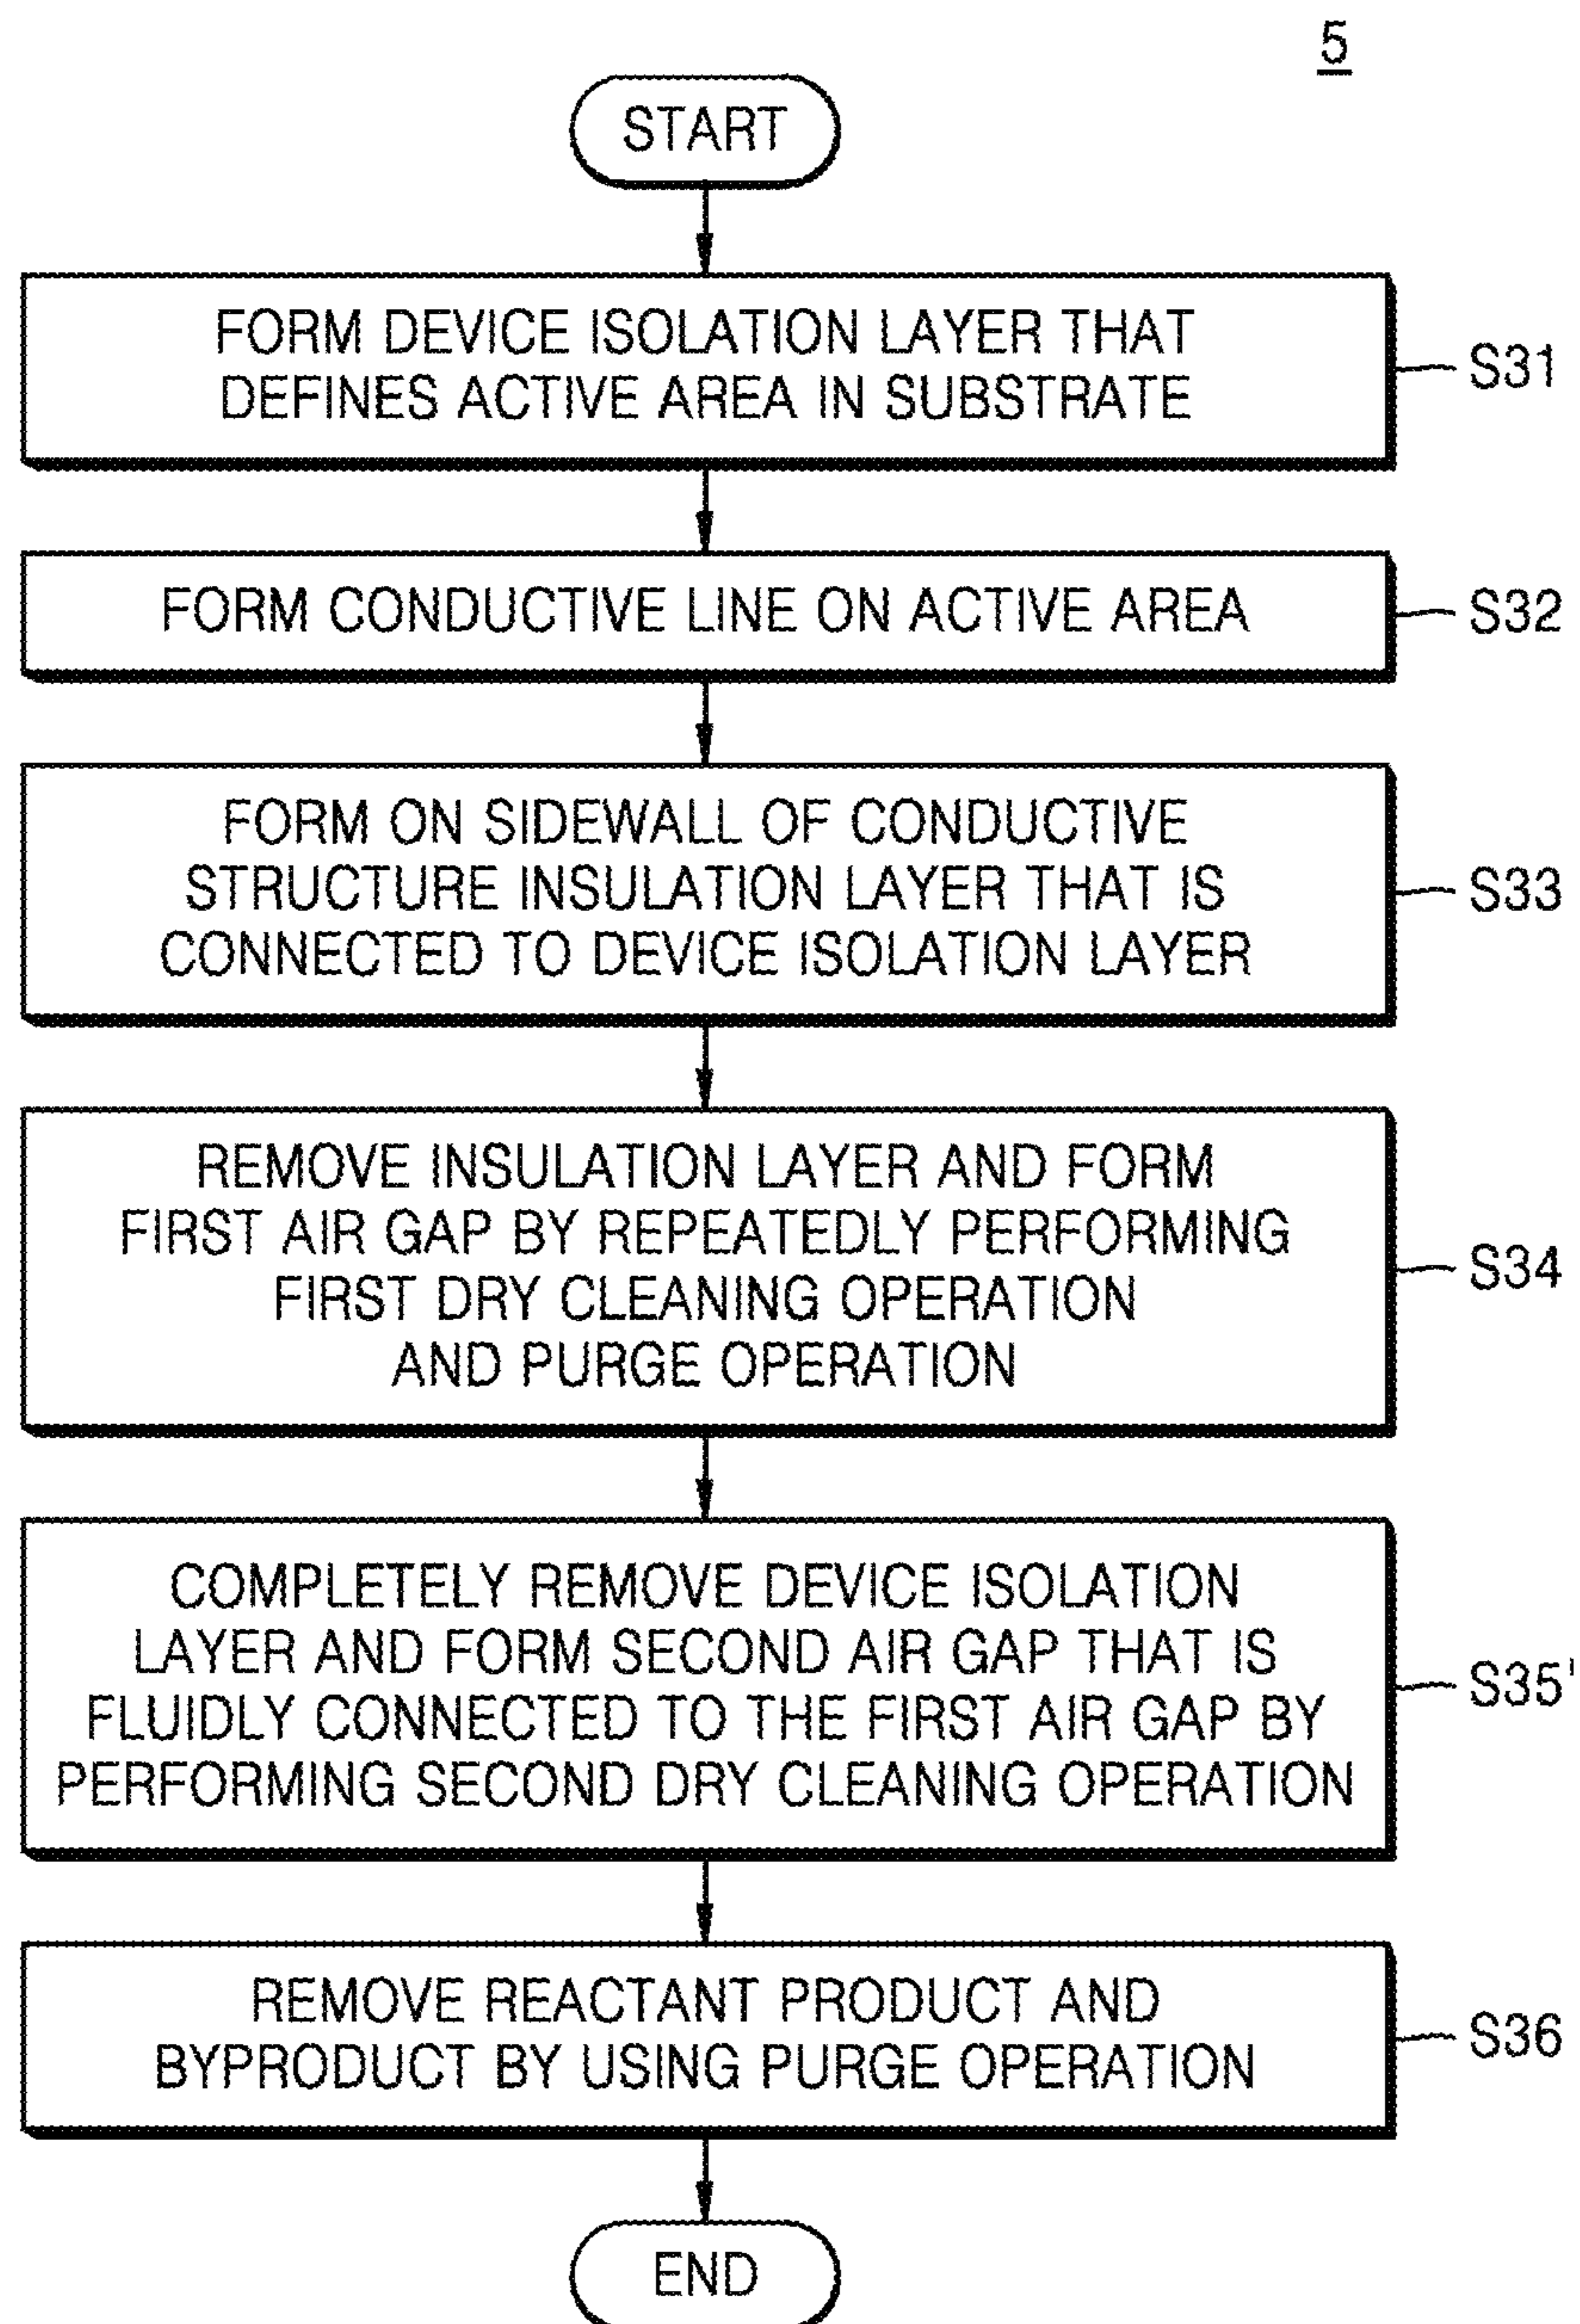 5
START
FORM DEVICE ISOLATION LAYER THAT
DEFINES ACTIVE AREA IN SUBSTRATE
S31
FORM CONDUCTIVE LINE ON ACTIVE AREA
S32
FORM ON SIDEWALL OF CONDUCTIVE
STRUCTURE INSULATION LAYER THAT IS
CONNECTED TO DEVICE ISOLATION LAYER
S33
REMOVE INSULATION LAYER AND FORM
FIRST AIR GAP BY REPEATEDLY PERFORMING
FIRST DRY CLEANING OPERATION
AND PURGE OPERATION
S34
COMPLETELY REMOVE DEVICE ISOLATION
LAYER AND FORM SECOND AIR GAP THAT IS
FLUIDLY CONNECTED TO THE FIRST AIR GAP BY
PERFORMING SECOND DRY CLEANING OPERATION
S35'
REMOVE REACTANT PRODUCT AND
BYPRODUCT BY USING PURGE OPERATION
S36
END